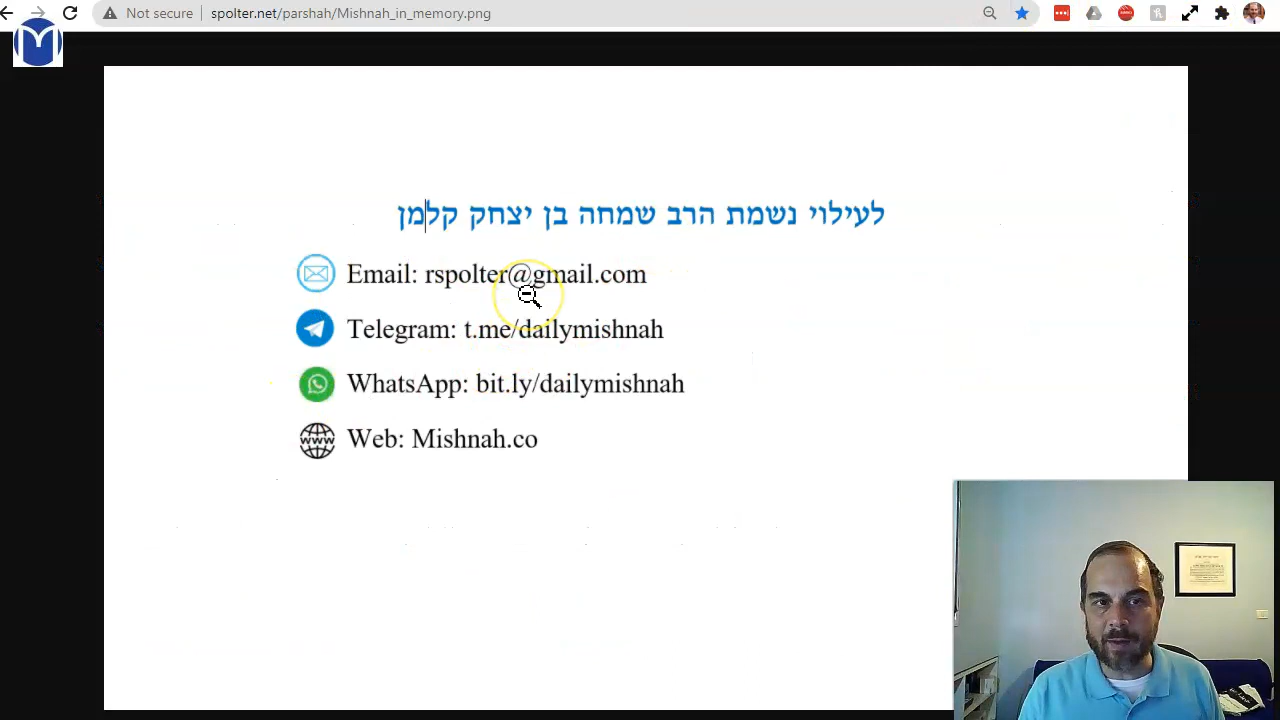 Not secure | spolter.net/parshah/Mishnah_in_memory.png
לעילוי נשמת הרב שמחה בן יצחק קלמן
Email: rspolter@gmail.com
Telegram: t.me/dailymishnah
WhatsApp: bit.ly/dailymishnah
www Web: Mishnah.co